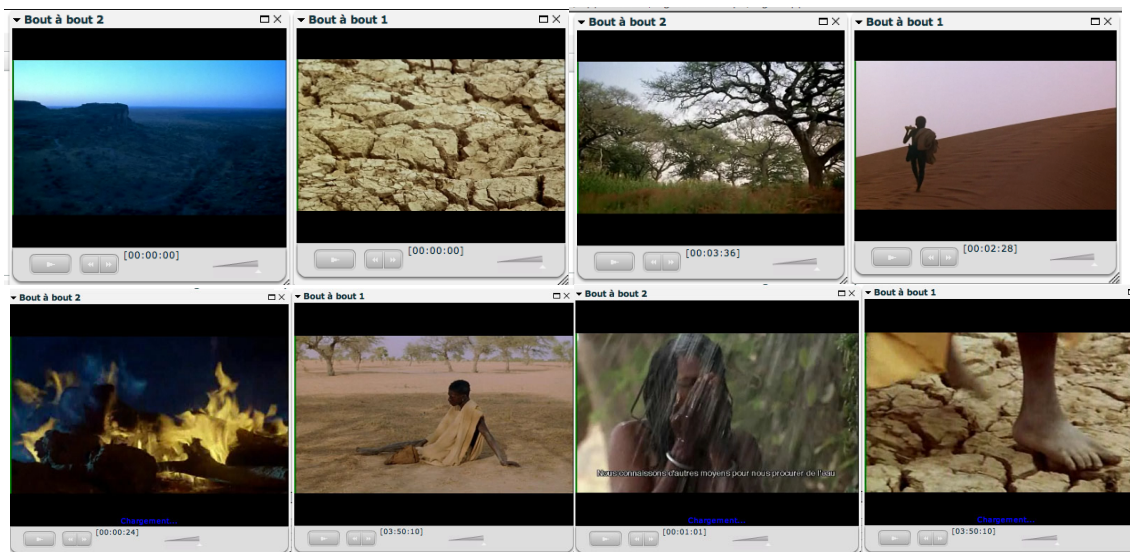 Bout à bout 2
Bout à bout 1
Bout à bout 2
Bout à bout 1
[00:00:00]
[00:00:00]
[00:03:36]
[00:02:28]
Bout à bout 2
Bout à bout 1
Bout à bout 2
Bout à bout 1
Nous connaissons d'autres moyens pour nous procurer de l'eau
Chargement...
Chargement...
Chargement...
[00:00:24]
[03:50:10]
[00:01:01]
[03:50:10]